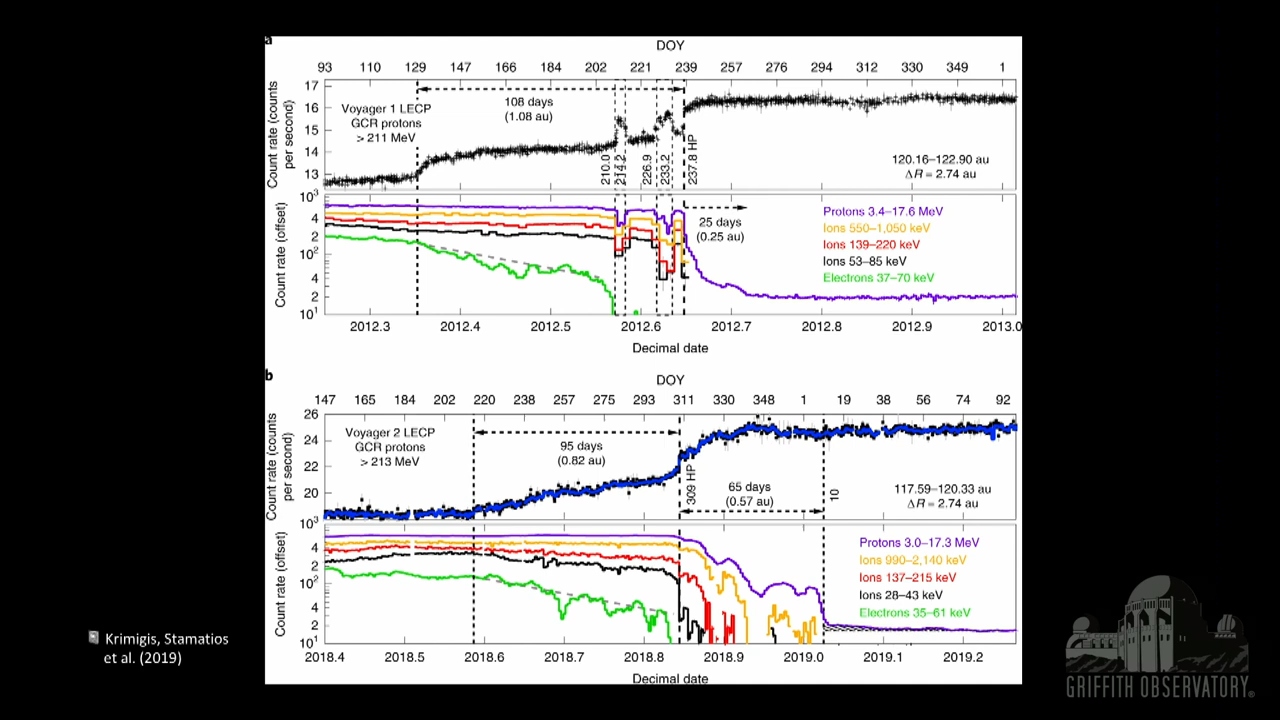 a
DOY
93 110 129 147 166 184 202 221 239 257 276 294 312 330 349 1
Count rate (counts
per second)
17
16
15
14
13
Voyager 1 LECP
GCR protons
> 211 MeV
108 days
(1.08 au)
210.0
214.2
226.9
233.2
237.8 HP
120.16–122.90 au
ΔR = 2.74 au
Count rate (offset)
10³
4
2
10²
4
2
10¹
25 days
(0.25 au)
Protons 3.4–17.6 MeV
Ions 550–1,050 keV
Ions 139–220 keV
Ions 53–85 keV
Electrons 37–70 keV
2012.3 2012.4 2012.5 2012.6 2012.7 2012.8 2012.9 2013.0
Decimal date
b
DOY
147 165 184 202 220 238 257 275 293 311 330 348 1 19 38 56 74 92
Count rate (counts
per second)
26
24
22
20
Voyager 2 LECP
GCR protons
> 213 MeV
95 days
(0.82 au)
309 HP
65 days
(0.57 au)
10
117.59–120.33 au
ΔR = 2.74 au
Count rate (offset)
10³
4
2
10²
4
2
10¹
Protons 3.0–17.3 MeV
Ions 990–2,140 keV
Ions 137–215 keV
Ions 28–43 keV
Electrons 35–61 keV
2018.4 2018.5 2018.6 2018.7 2018.8 2018.9 2019.0 2019.1 2019.2
Decimal date
Krimigis, Stamatios
et al. (2019)
GRIFFITH OBSERVATORY®